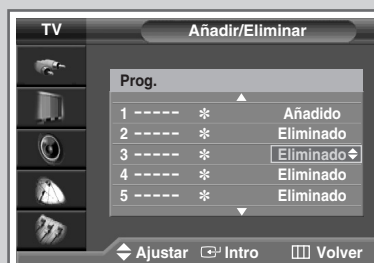 TV Añadir/Eliminar
Prog.
1 ----- ✻ Añadido
2 ----- ✻ Eliminado
3 ----- ✻ Eliminado
4 ----- ✻ Eliminado
5 ----- ✻ Eliminado
Ajustar Intro Volver